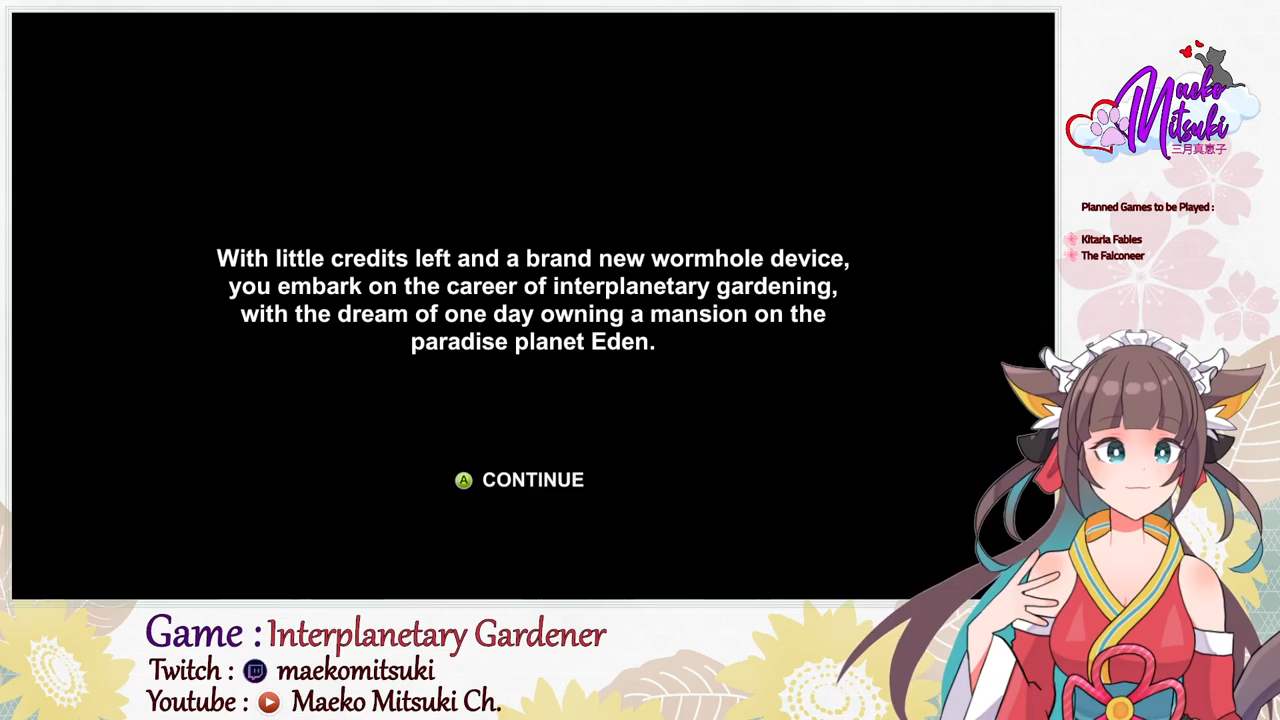 With little credits left and a brand new wormhole device,
you embark on the career of interplanetary gardening,
with the dream of one day owning a mansion on the
paradise planet Eden.
A CONTINUE
Maeko
Mitsuki
三月真恵子
Planned Games to be Played :
Kitaria Fables
The Falconeer
Game : Interplanetary Gardener
Twitch : maekomitsuki
Youtube : Maeko Mitsuki Ch.